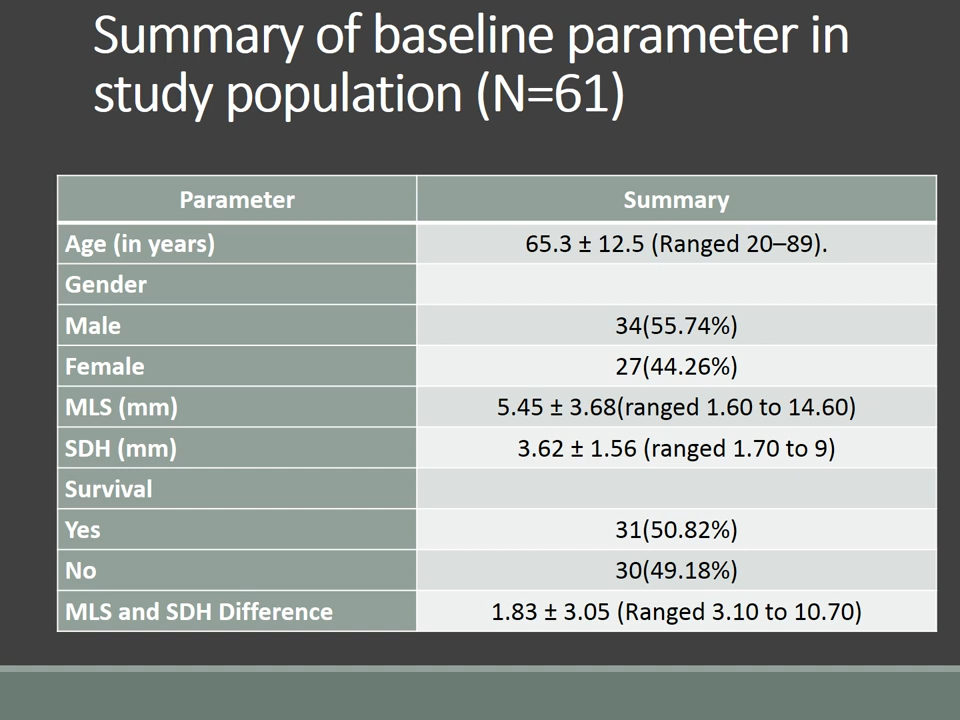 Summary of baseline parameter in
study population (N=61)
Parameter Summary
Age (in years) 65.3 ± 12.5 (Ranged 20–89).
Gender
Male 34(55.74%)
Female 27(44.26%)
MLS (mm) 5.45 ± 3.68(ranged 1.60 to 14.60)
SDH (mm) 3.62 ± 1.56 (ranged 1.70 to 9)
Survival
Yes 31(50.82%)
No 30(49.18%)
MLS and SDH Difference 1.83 ± 3.05 (Ranged 3.10 to 10.70)